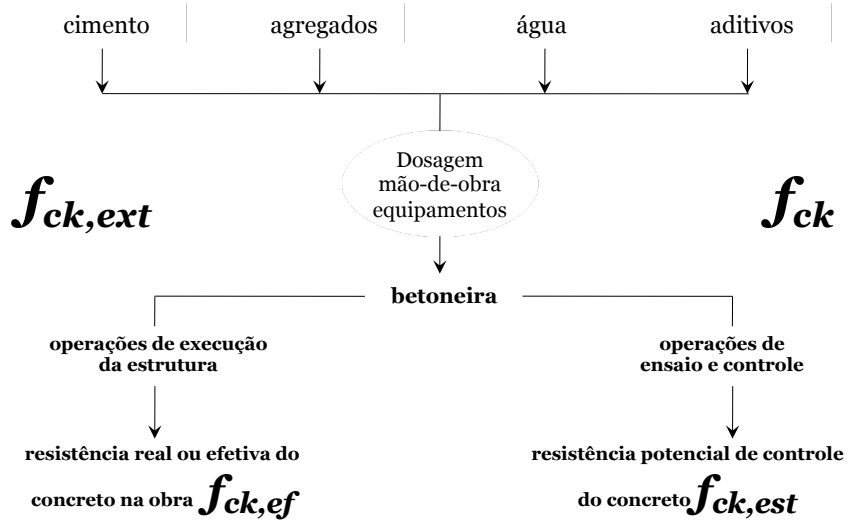 cimento agregados água aditivos
Dosagem
mão-de-obra
equipamentos
fck,ext
fck
betoneira
operações de execução
da estrutura
operações de
ensaio e controle
resistência real ou efetiva do
concreto na obra fck,ef
resistência potencial de controle
do concreto fck,est